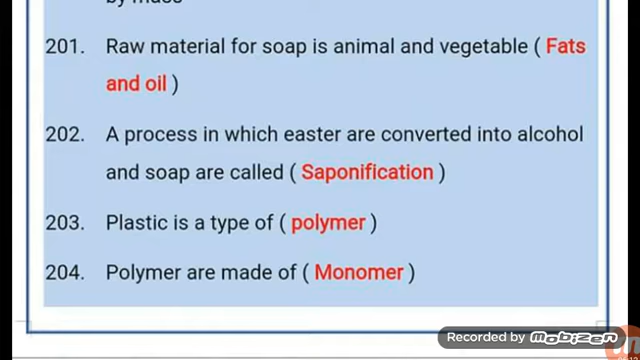 by mass
201. Raw material for soap is animal and vegetable ( Fats
and oil )
202. A process in which easter are converted into alcohol
and soap are called ( Saponification )
203. Plastic is a type of ( polymer )
204. Polymer are made of ( Monomer )
Recorded by mobizen